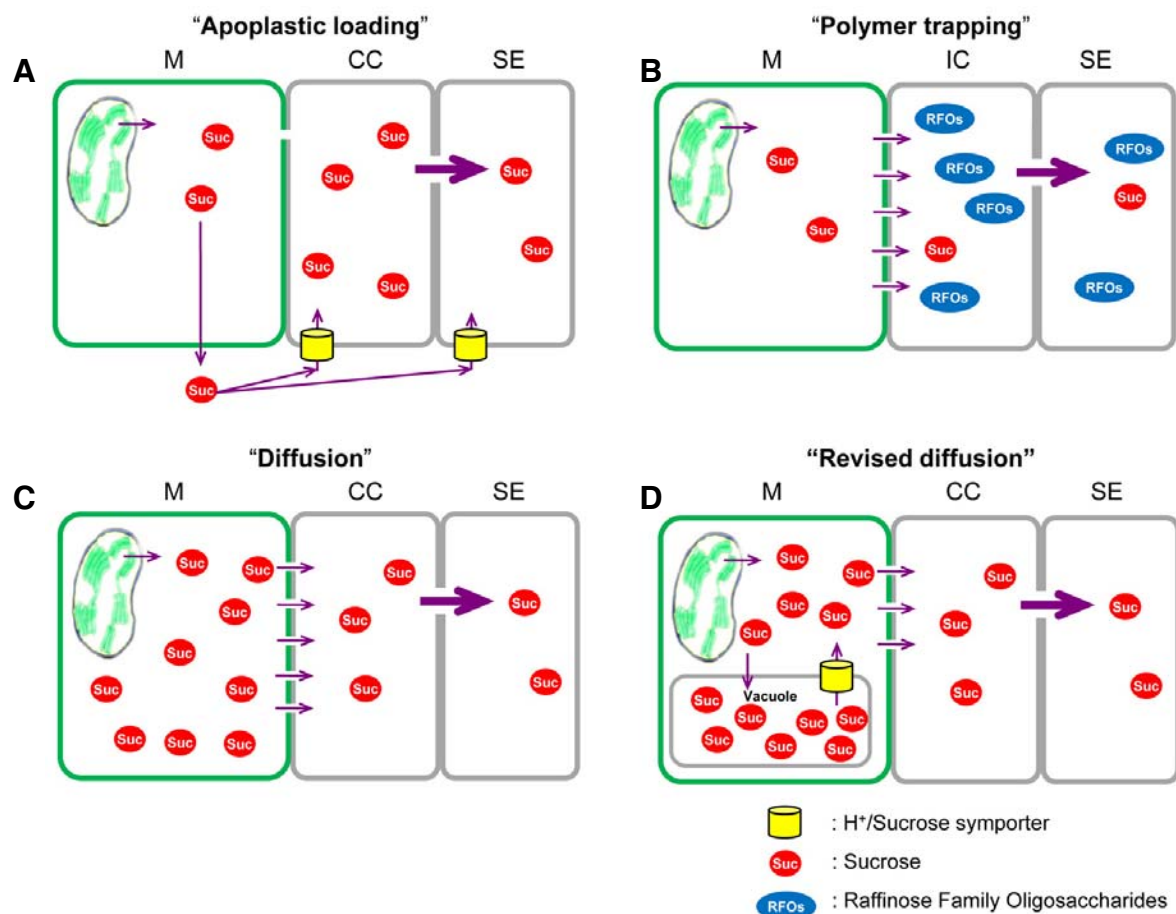 "Apoplastic loading"
A
M CC SE
Suc
Suc
Suc
Suc
Suc
Suc
Suc
Suc
Suc
"Polymer trapping"
B
M IC SE
RFOs
Suc
RFOs
RFOs
Suc
RFOs
Suc
Suc
RFOs
RFOs
"Diffusion"
C
M CC SE
Suc
Suc
Suc
Suc
Suc
Suc
Suc
Suc
Suc
Suc
Suc
Suc
Suc
Suc
"Revised diffusion"
D
M CC SE
Suc
Suc
Suc
Suc
Suc
Suc
Suc
Suc
Suc
Suc
Vacuole
Suc
Suc
Suc
Suc
Suc
Suc
Suc
: H⁺/Sucrose symporter
Suc : Sucrose
RFOs : Raffinose Family Oligosaccharides